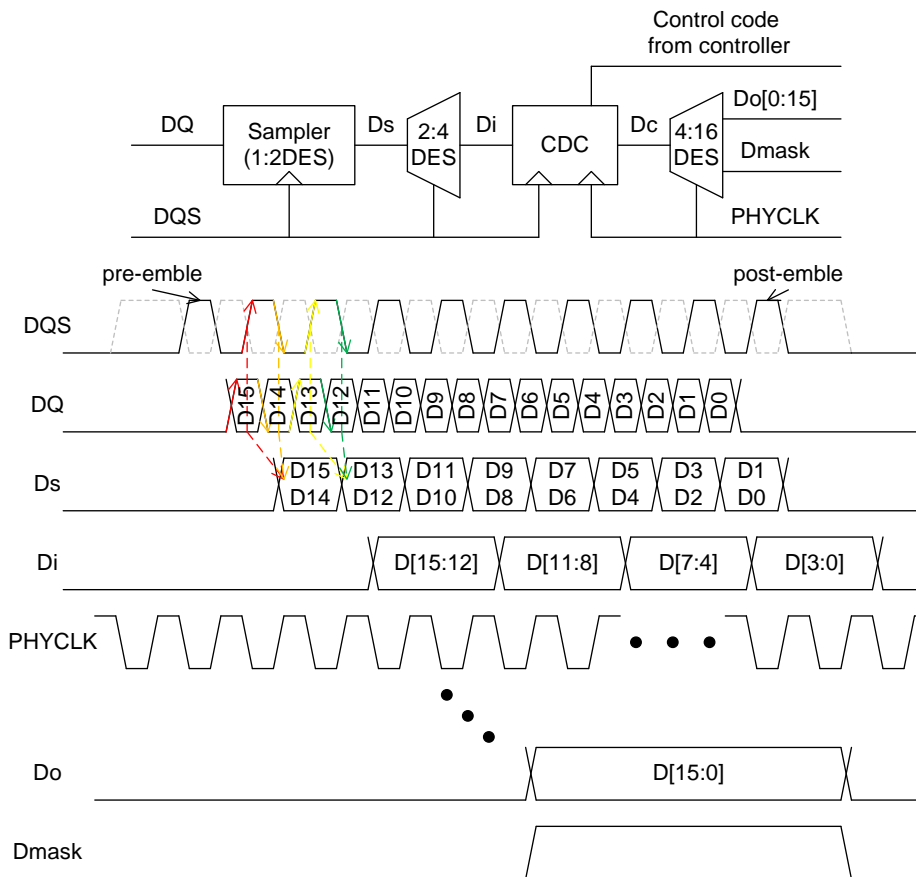 Control code
from controller
DQ
Sampler
(1:2DES)
Ds
2:4
DES
Di
CDC
Dc
4:16
DES
Do[0:15]
Dmask
DQS
PHYCLK
pre-emble
post-emble
DQS
DQ
D15
D14
D13
D12
D11
D10
D9
D8
D7
D6
D5
D4
D3
D2
D1
D0
Ds
D15
D14
D13
D12
D11
D10
D9
D8
D7
D6
D5
D4
D3
D2
D1
D0
Di
D[15:12]
D[11:8]
D[7:4]
D[3:0]
PHYCLK
Do
D[15:0]
Dmask